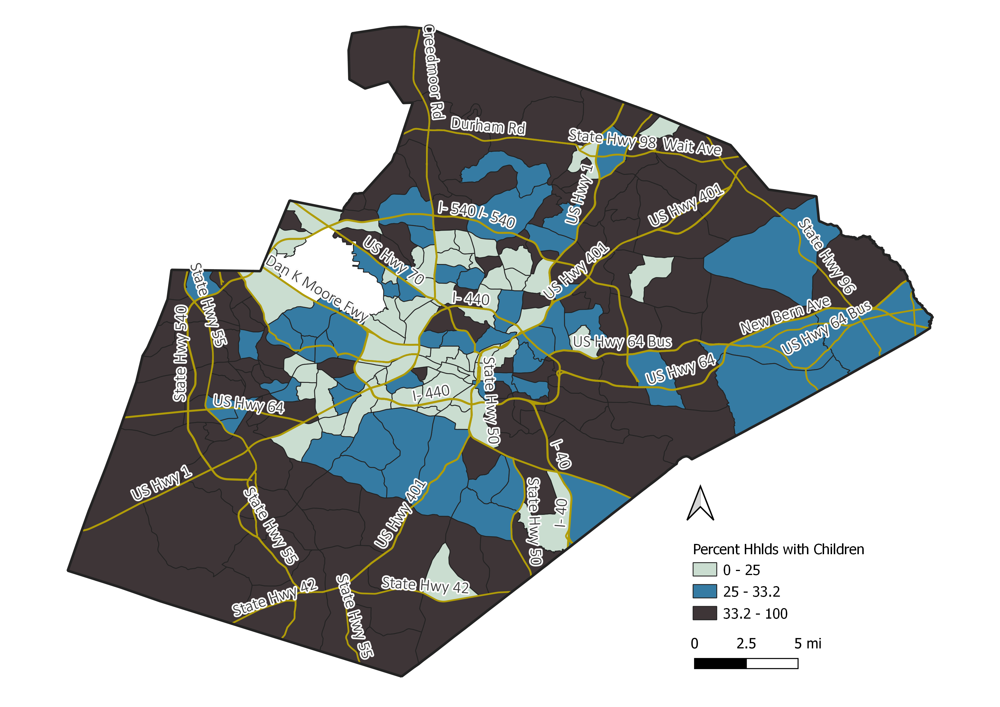 Creedmoor Rd
Durham Rd
State Hwy 98
Wait Ave
US Hwy 1
US Hwy 401
I- 540
I- 540
State Hwy 96
US Hwy 70
US Hwy 401
Dan K Moore Fwy
State Hwy 55
I- 440
State Hwy 540
New Bern Ave
US Hwy 64 Bus
US Hwy 64 Bus
US Hwy 64
State Hwy 50
I- 440
US Hwy 64
I- 40
US Hwy 1
State Hwy 55
US Hwy 401
State Hwy 50
I- 40
State Hwy 42
State Hwy 42
State Hwy 55
Percent Hhlds with Children
0 - 25
25 - 33.2
33.2 - 100
0 2.5 5 mi